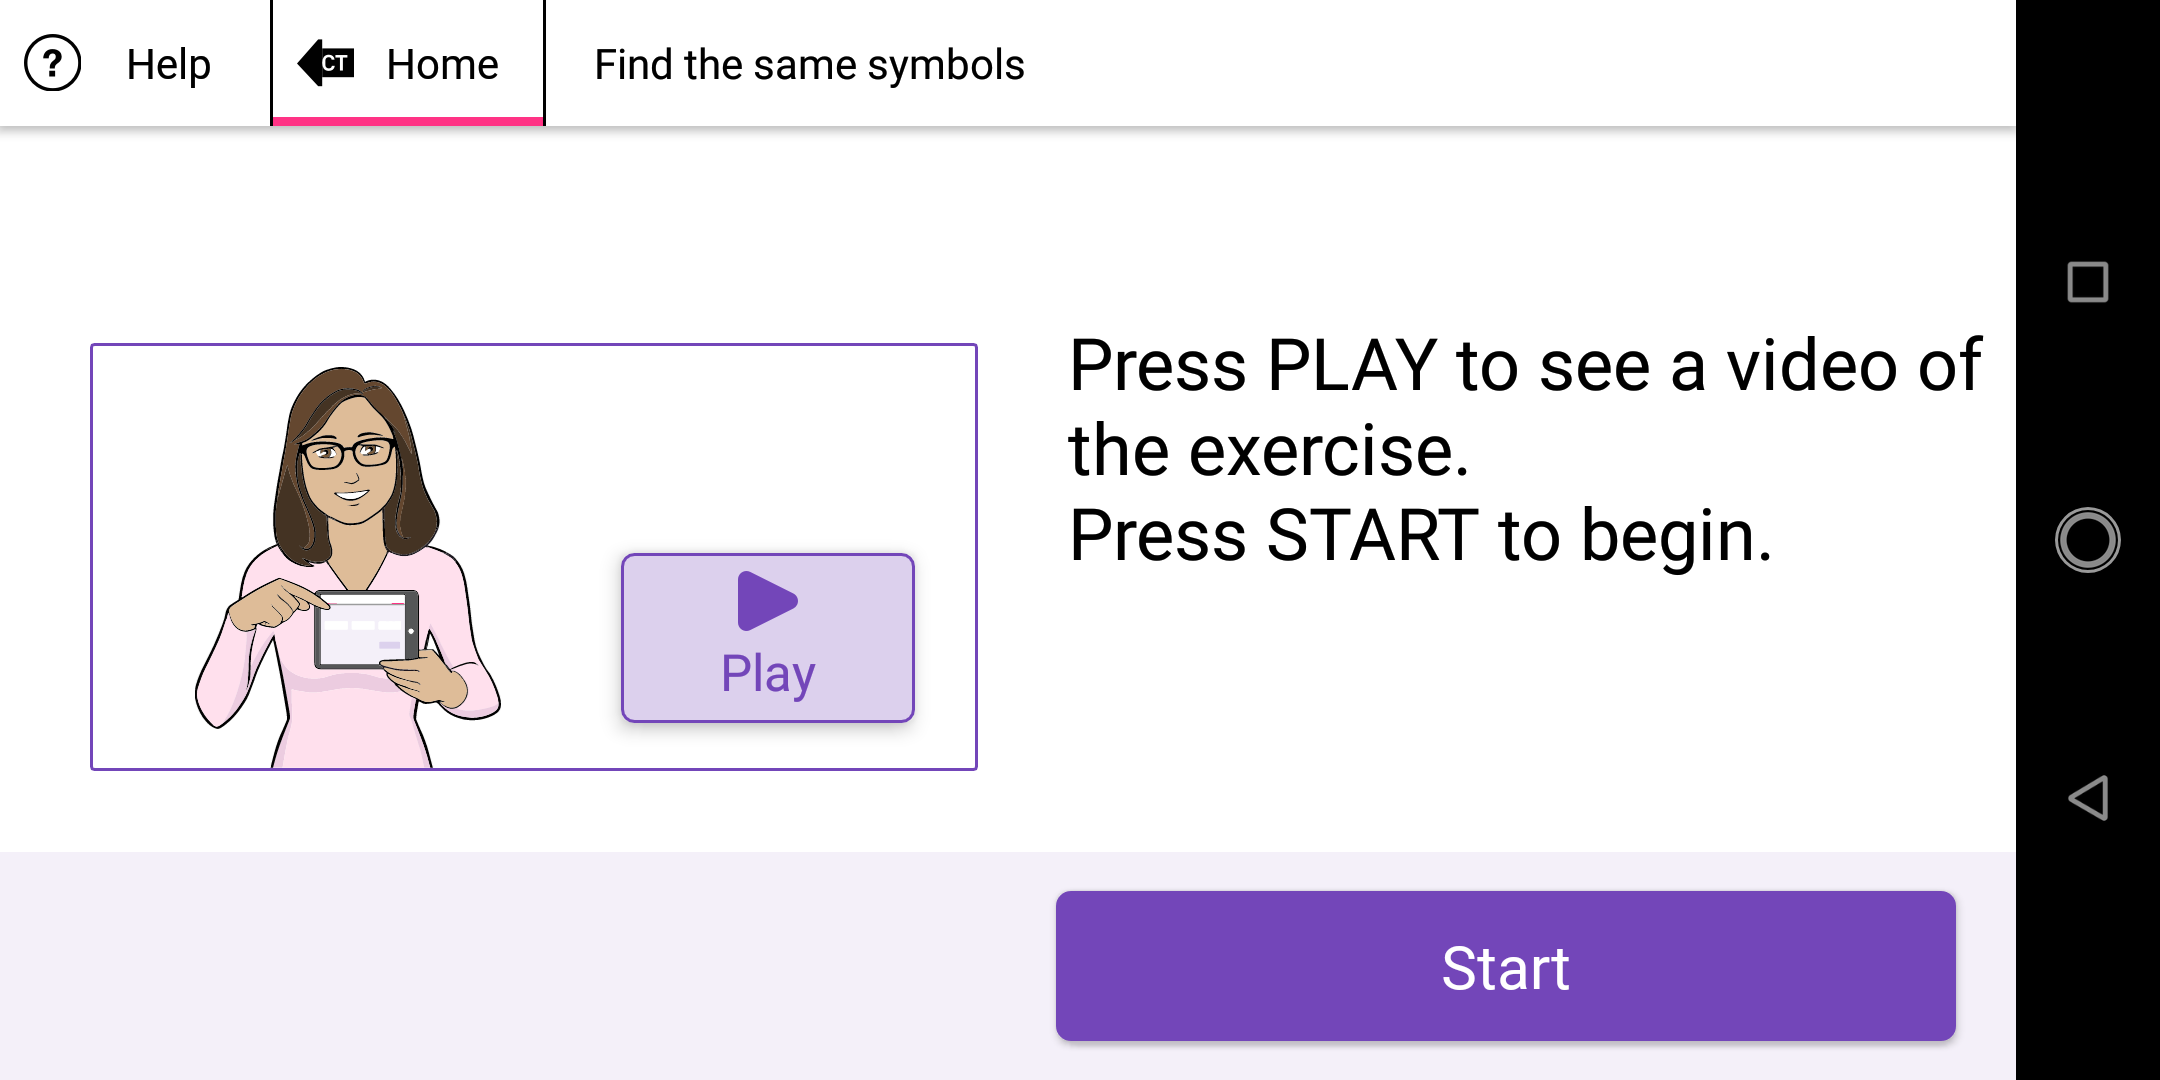 ? Help
CT Home
Find the same symbols
Press PLAY to see a video of
the exercise.
Press START to begin.
Play
Start